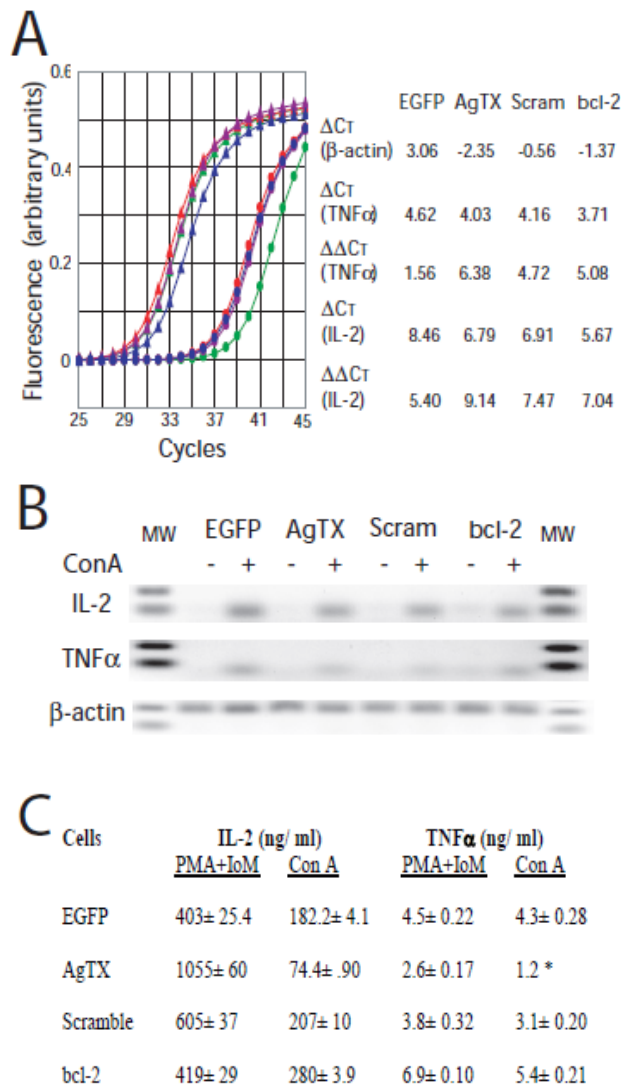 A
0.6
0.4
0.2
0
Fluorescence (arbitrary units)
25 29 33 37 41 45
Cycles
EGFP AgTX Scram bcl-2
ΔCT
(β-actin) 3.06 -2.35 -0.56 -1.37
ΔCT
(TNFα) 4.62 4.03 4.16 3.71
ΔΔCT
(TNFα) 1.56 6.38 4.72 5.08
ΔCT
(IL-2) 8.46 6.79 6.91 5.67
ΔΔCT
(IL-2) 5.40 9.14 7.47 7.04
B
MW EGFP AgTX Scram bcl-2 MW
ConA - + - + - + - +
IL-2
TNFα
β-actin
C
Cells IL-2 (ng/ ml) TNFα (ng/ ml)
PMA+IoM Con A PMA+IoM Con A
EGFP 403± 25.4 182.2± 4.1 4.5± 0.22 4.3± 0.28
AgTX 1055± 60 74.4± .90 2.6± 0.17 1.2 *
Scramble 605± 37 207± 10 3.8± 0.32 3.1± 0.20
bcl-2 419± 29 280± 3.9 6.9± 0.10 5.4± 0.21